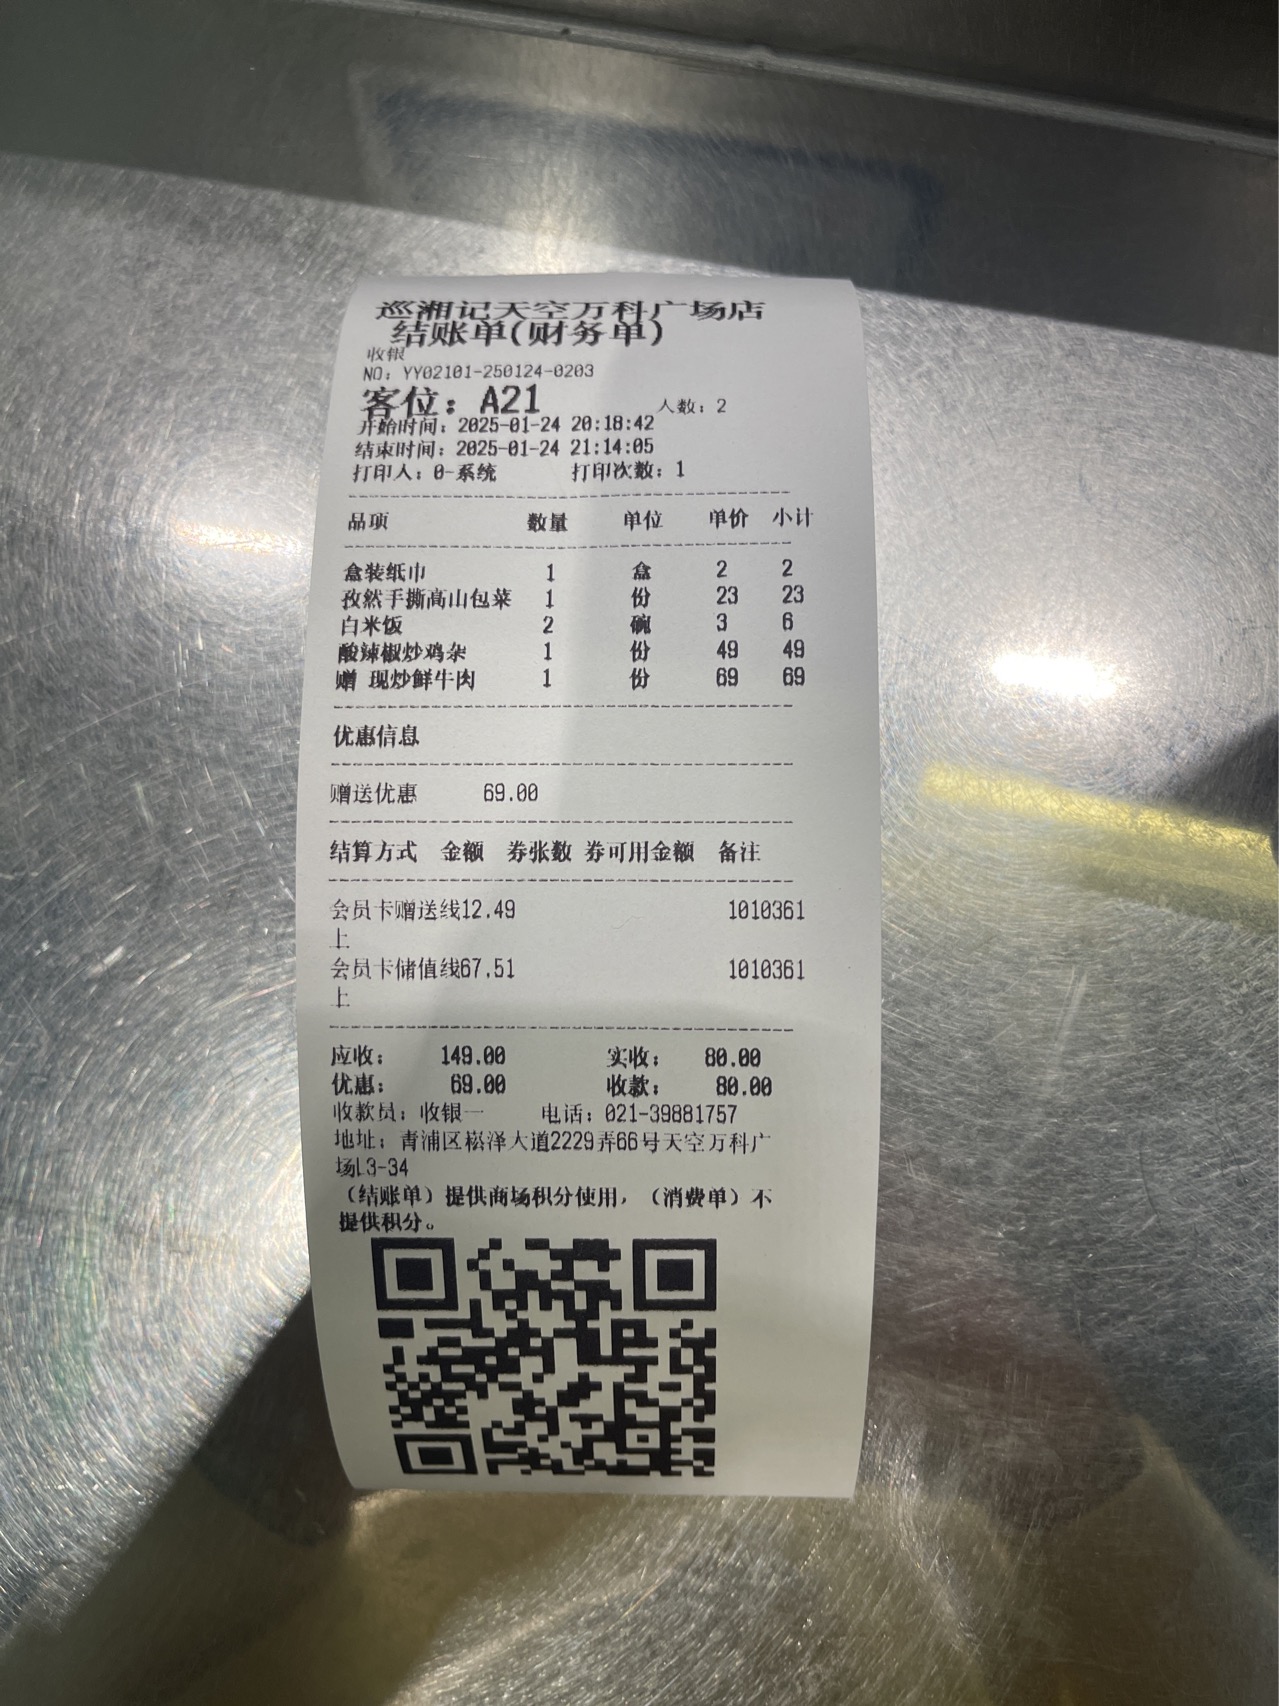 巡湘记天空万科广场店
结账单(财务单)
收银
NO: YY02101-250124-0203
客位: A21 人数: 2
开始时间: 2025-01-24 20:18:42
结束时间: 2025-01-24 21:14:05
打印人: 0-系统 打印次数: 1
品项 数量 单位 单价 小计
盒装纸巾 1 盒 2 2
孜然手撕高山包菜 1 份 23 23
白米饭 2 碗 3 6
酸辣椒炒鸡杂 1 份 49 49
赠 现炒鲜牛肉 1 份 69 69
优惠信息
赠送优惠 69.00
结算方式 金额 券张数 券可用金额 备注
会员卡赠送线12.49 1010361
上
会员卡储值线67.51 1010361
上
应收: 149.00 实收: 80.00
优惠: 69.00 收款: 80.00
收款员: 收银一 电话: 021-39881757
地址: 青浦区崧泽大道2229弄66号天空万科广
场L3-34
（结账单）提供商场积分使用，（消费单）不
提供积分。